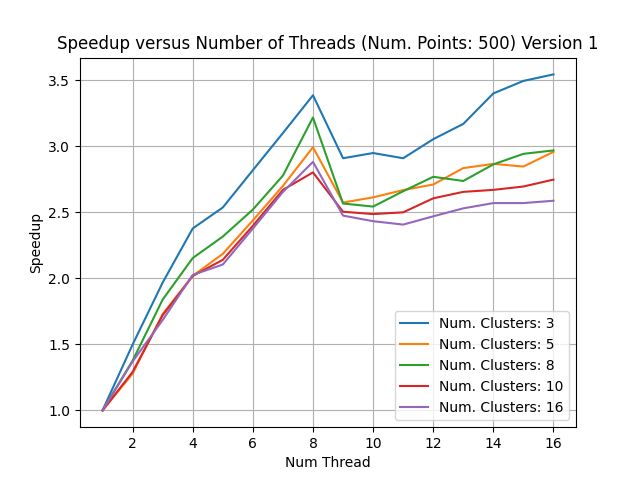 Speedup versus Number of Threads (Num. Points: 500) Version 1
3.5
3.0
2.5
2.0
1.5
1.0
Speedup
Num. Clusters: 3
Num. Clusters: 5
Num. Clusters: 8
Num. Clusters: 10
Num. Clusters: 16
2 4 6 8 10 12 14 16
Num Thread